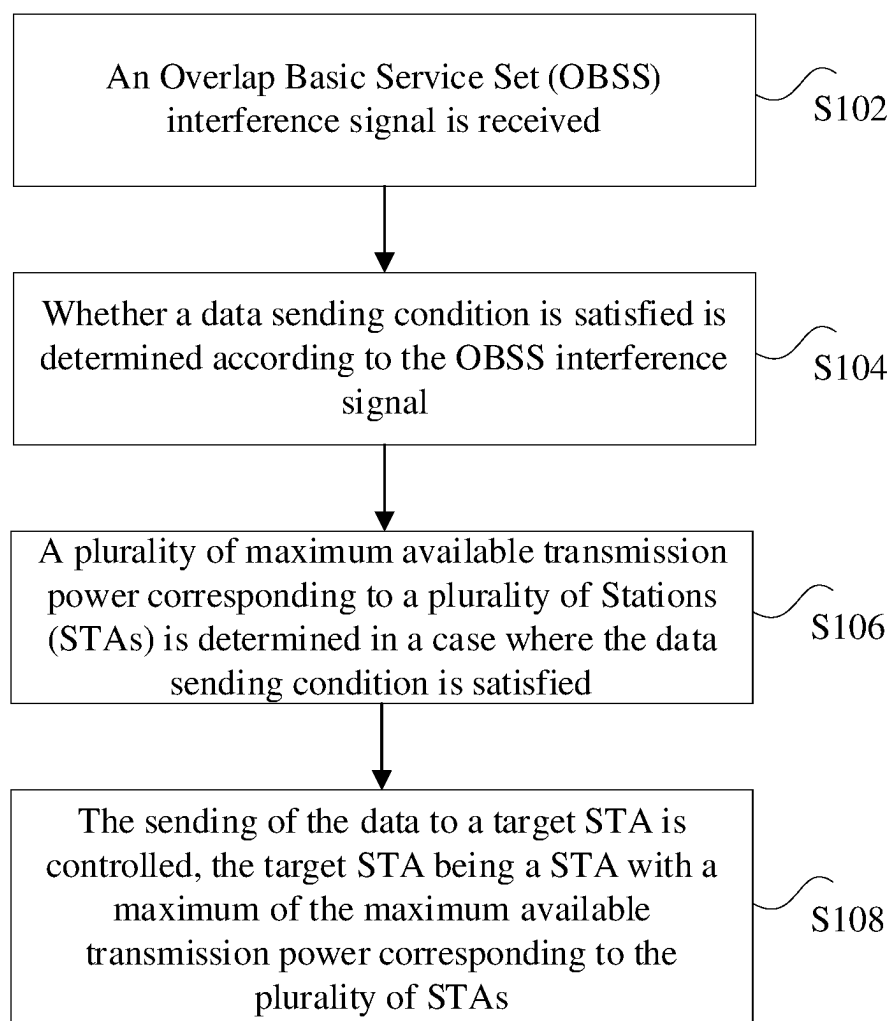 An Overlap Basic Service Set (OBSS)
interference signal is received
S102
Whether a data sending condition is satisfied is
determined according to the OBSS interference
signal
S104
A plurality of maximum available transmission
power corresponding to a plurality of Stations
(STAs) is determined in a case where the data
sending condition is satisfied
S106
The sending of the data to a target STA is
controlled, the target STA being a STA with a
maximum of the maximum available
transmission power corresponding to the
plurality of STAs
S108